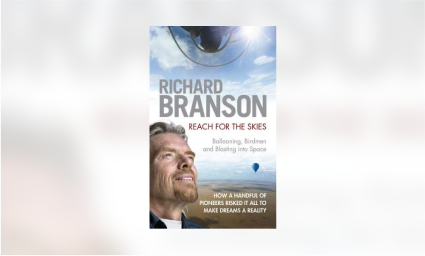 RICHARD
BRANSON
REACH FOR THE SKIES
Ballooning, Birdmen
and Blasting into Space
HOW A HANDFUL OF
PIONEERS RISKED IT ALL TO
MAKE DREAMS A REALITY